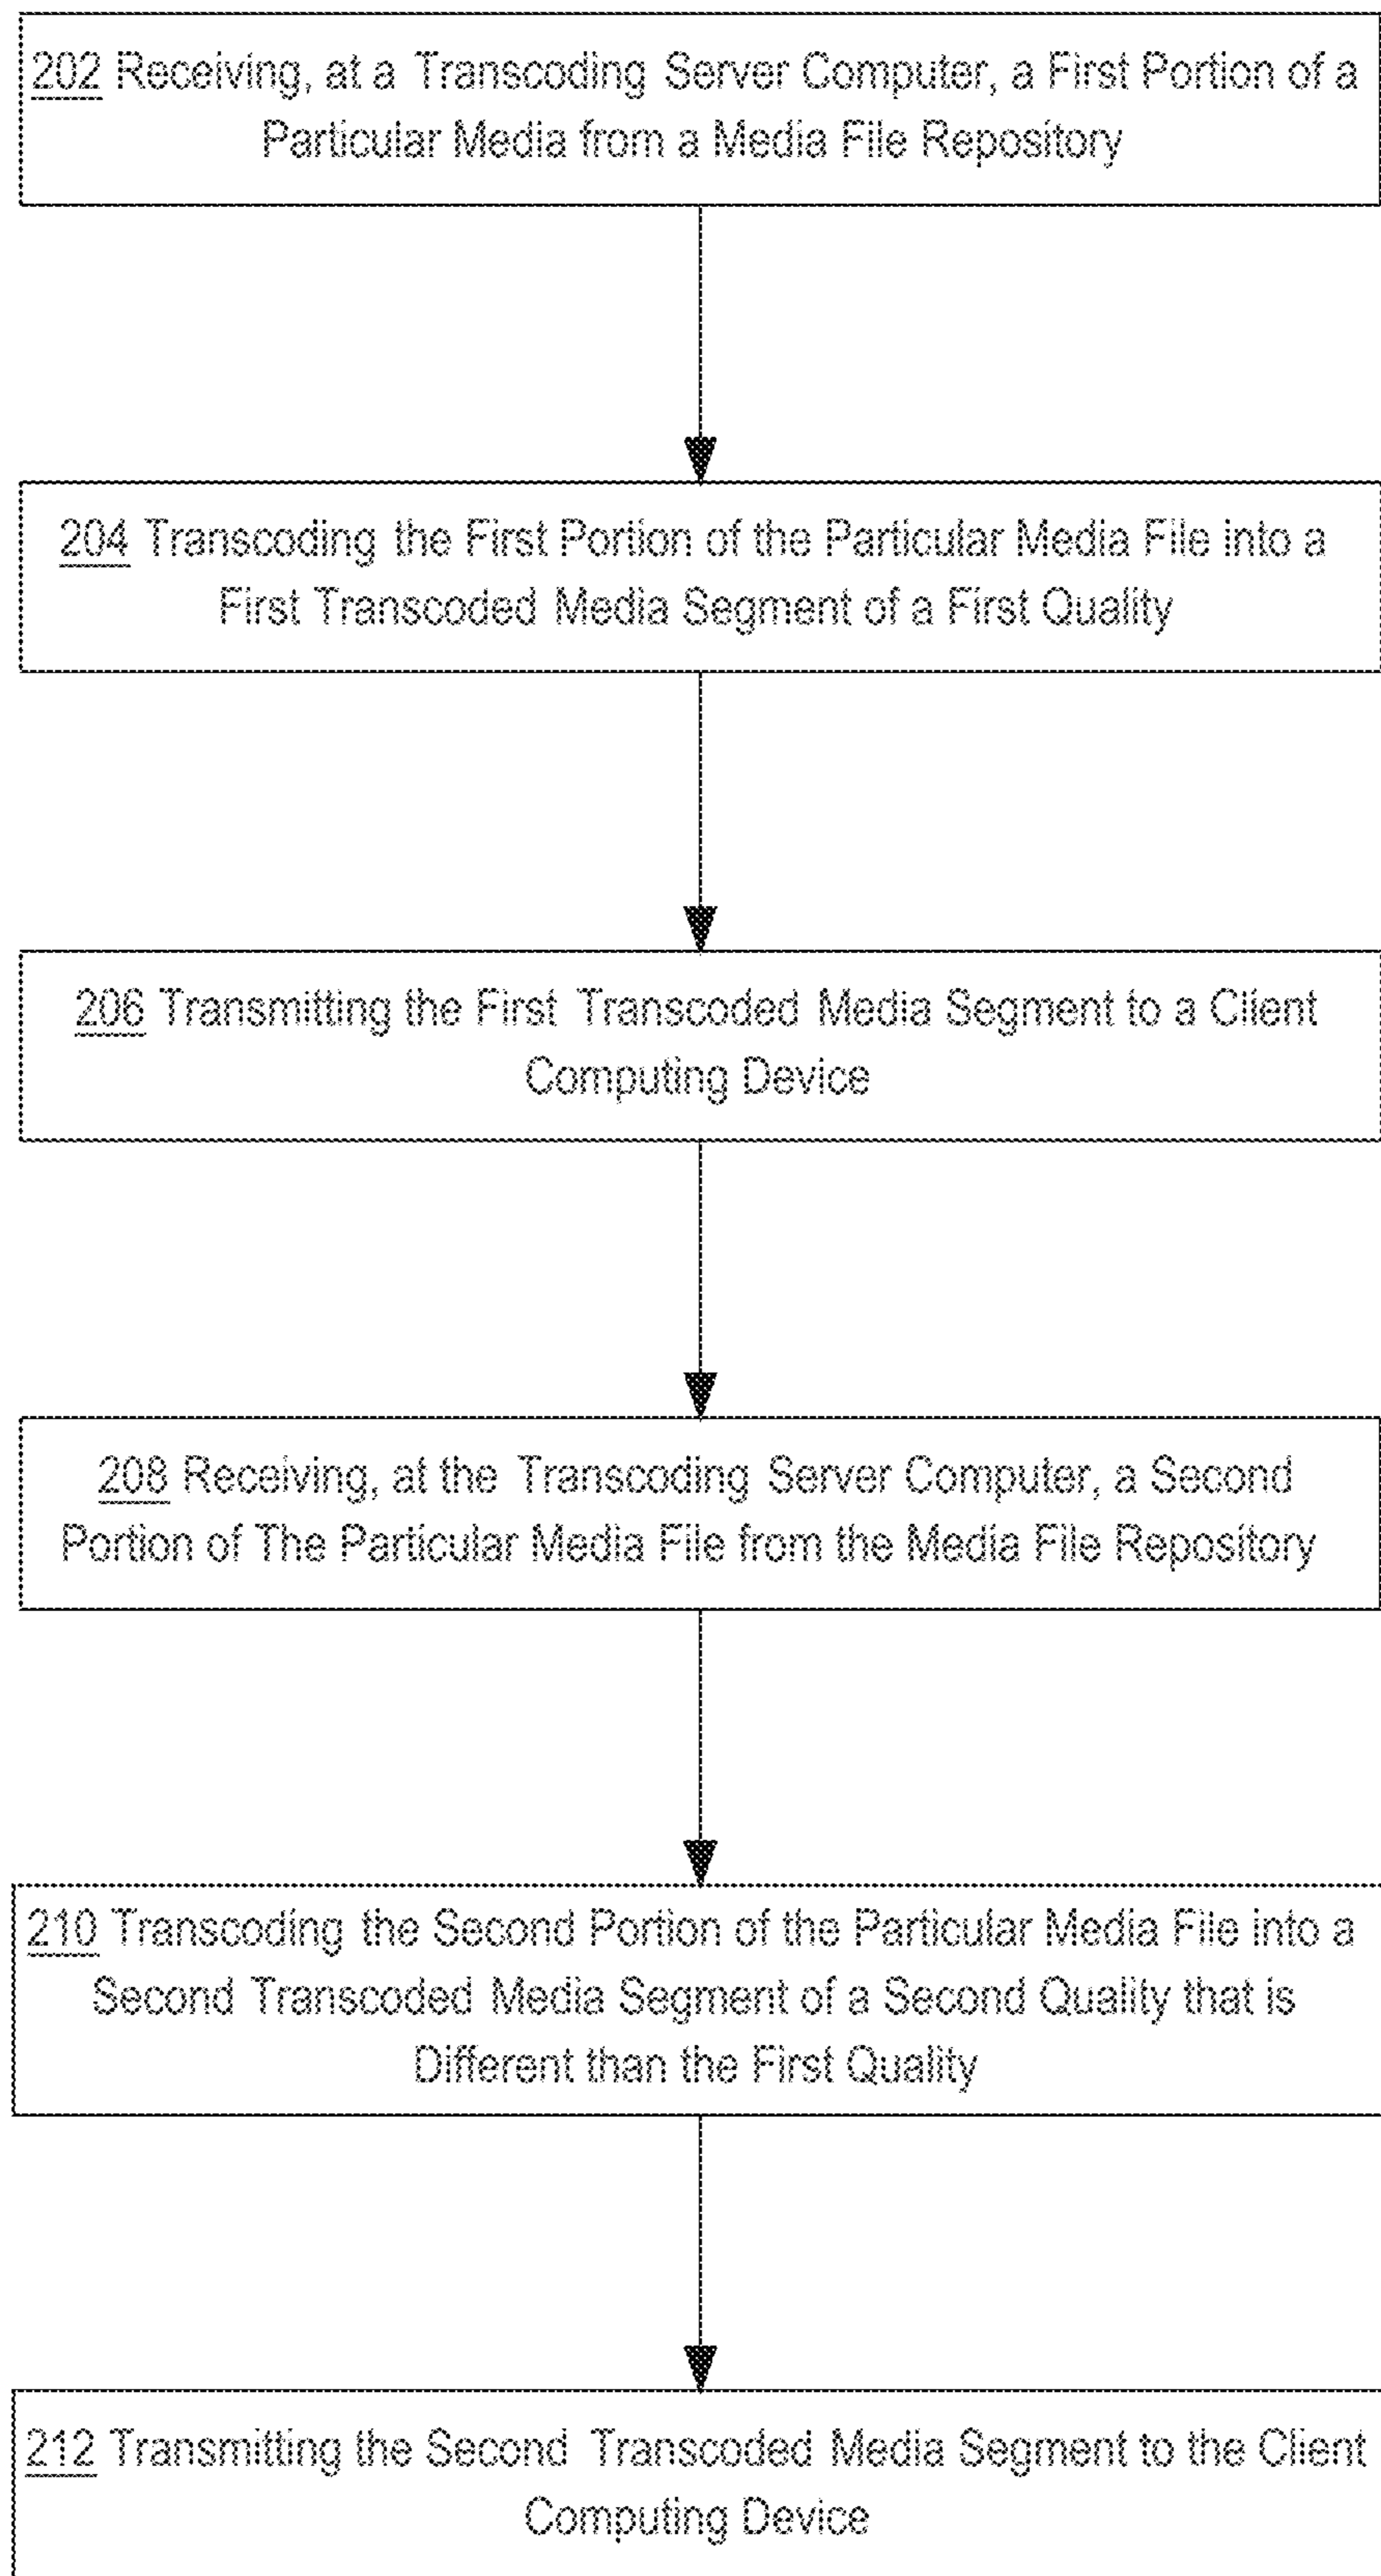 202 Receiving, at a Transcoding Server Computer, a First Portion of a
Particular Media from a Media File Repository
204 Transcoding the First Portion of the Particular Media File into a
First Transcoded Media Segment of a First Quality
206 Transmitting the First Transcoded Media Segment to a Client
Computing Device
208 Receiving, at the Transcoding Server Computer, a Second
Portion of The Particular Media File from the Media File Repository
210 Transcoding the Second Portion of the Particular Media File into a
Second Transcoded Media Segment of a Second Quality that is
Different than the First Quality
212 Transmitting the Second Transcoded Media Segment to the Client
Computing Device